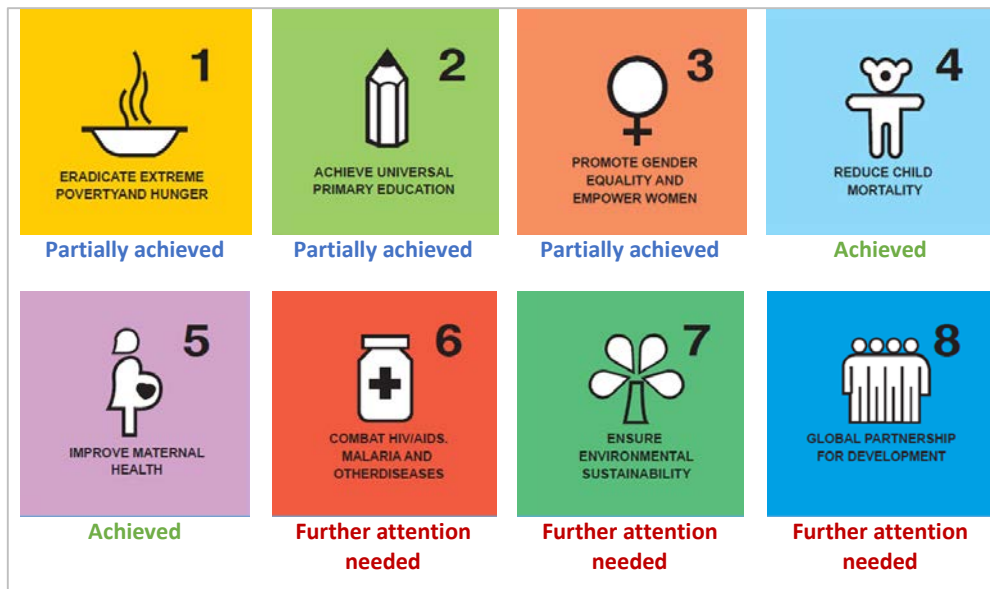 1
ERADICATE EXTREME
POVERTYAND HUNGER
Partially achieved
2
ACHIEVE UNIVERSAL
PRIMARY EDUCATION
Partially achieved
3
PROMOTE GENDER
EQUALITY AND
EMPOWER WOMEN
Partially achieved
4
REDUCE CHILD
MORTALITY
Achieved
5
IMPROVE MATERNAL
HEALTH
Achieved
6
COMBAT HIV/AIDS.
MALARIA AND
OTHERDISEASES
Further attention
needed
7
ENSURE
ENVIRONMENTAL
SUSTAINABILITY
Further attention
needed
8
GLOBAL PARTNERSHIP
FOR DEVELOPMENT
Further attention
needed